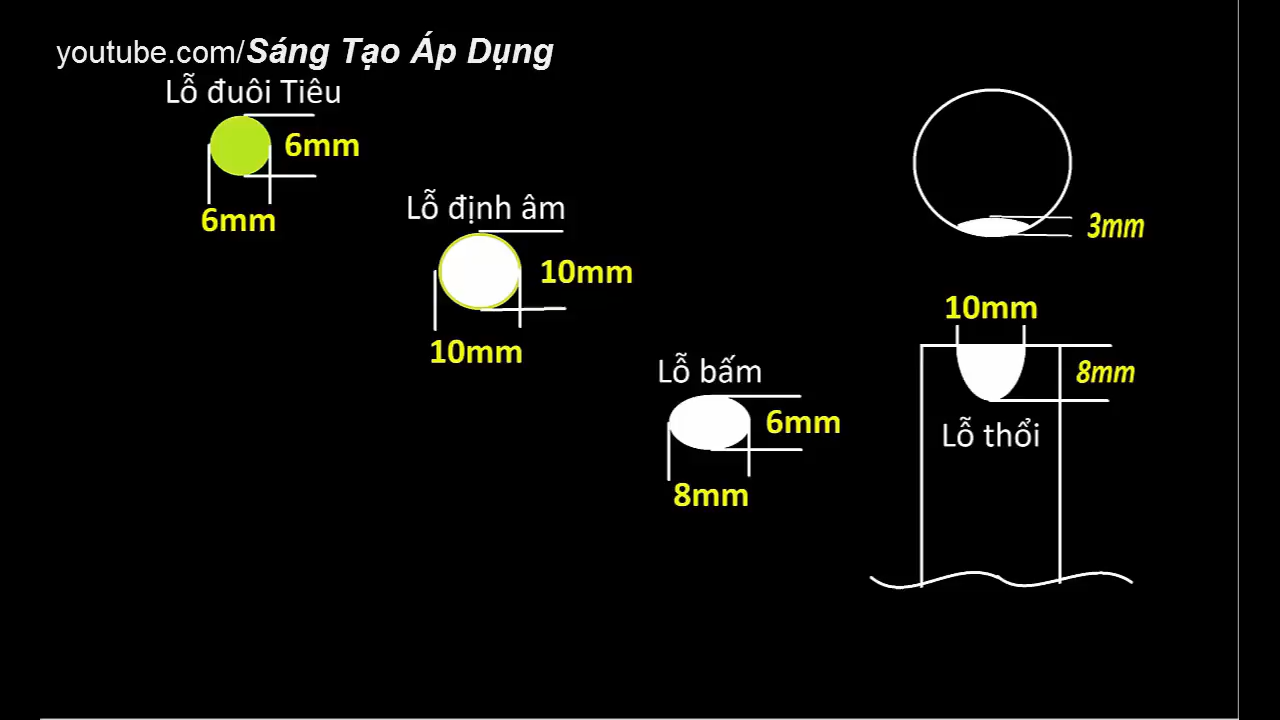 youtube.com/Sáng Tạo Áp Dụng
Lỗ đuôi Tiêu
6mm
6mm
Lỗ định âm
10mm
10mm
Lỗ bấm
6mm
8mm
3mm
10mm
8mm
Lỗ thổi